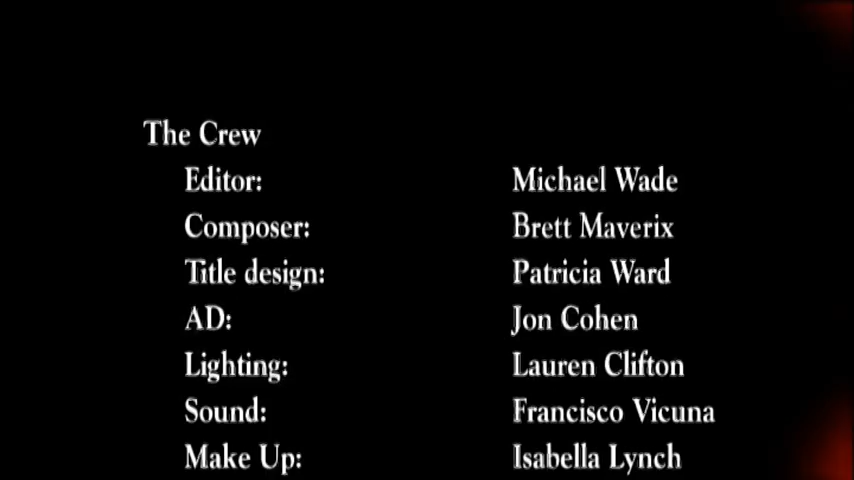 The Crew
Editor: Michael Wade
Composer: Brett Maverix
Title design: Patricia Ward
AD: Jon Cohen
Lighting: Lauren Clifton
Sound: Francisco Vicuna
Make Up: Isabella Lynch